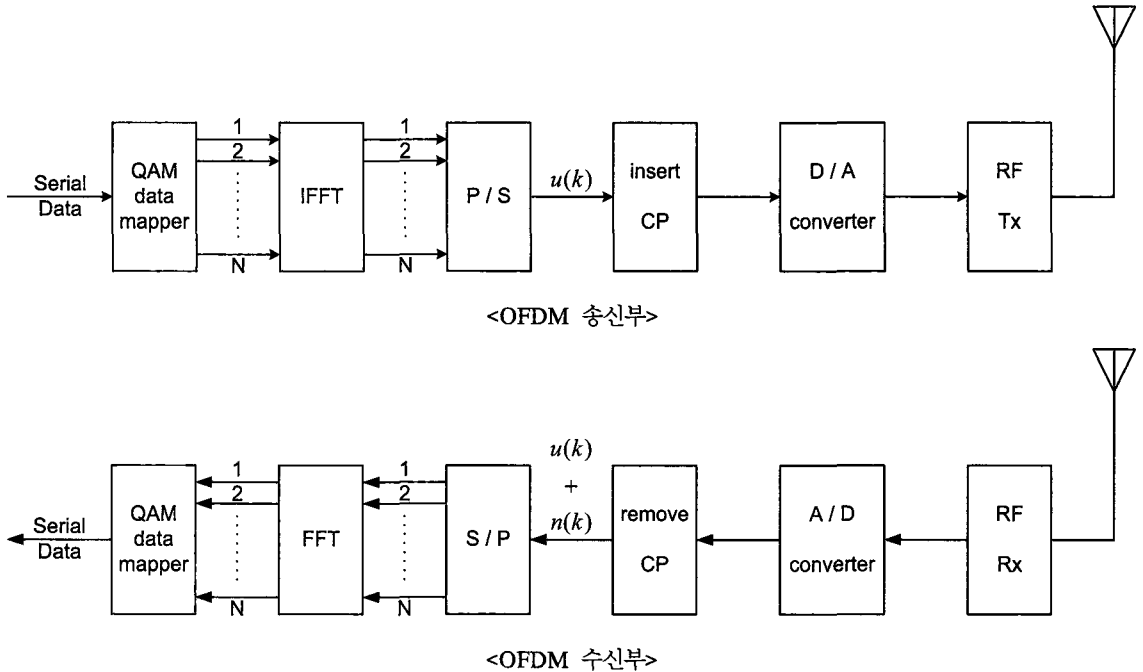 Serial
Data
QAM
data
mapper
1
2
N
IFFT
1
2
N
P / S
u(k)
insert
CP
D / A
converter
RF
Tx
<OFDM 송신부>
Serial
Data
QAM
data
mapper
1
2
N
FFT
1
2
N
S / P
u(k)
+
n(k)
remove
CP
A / D
converter
RF
Rx
<OFDM 수신부>